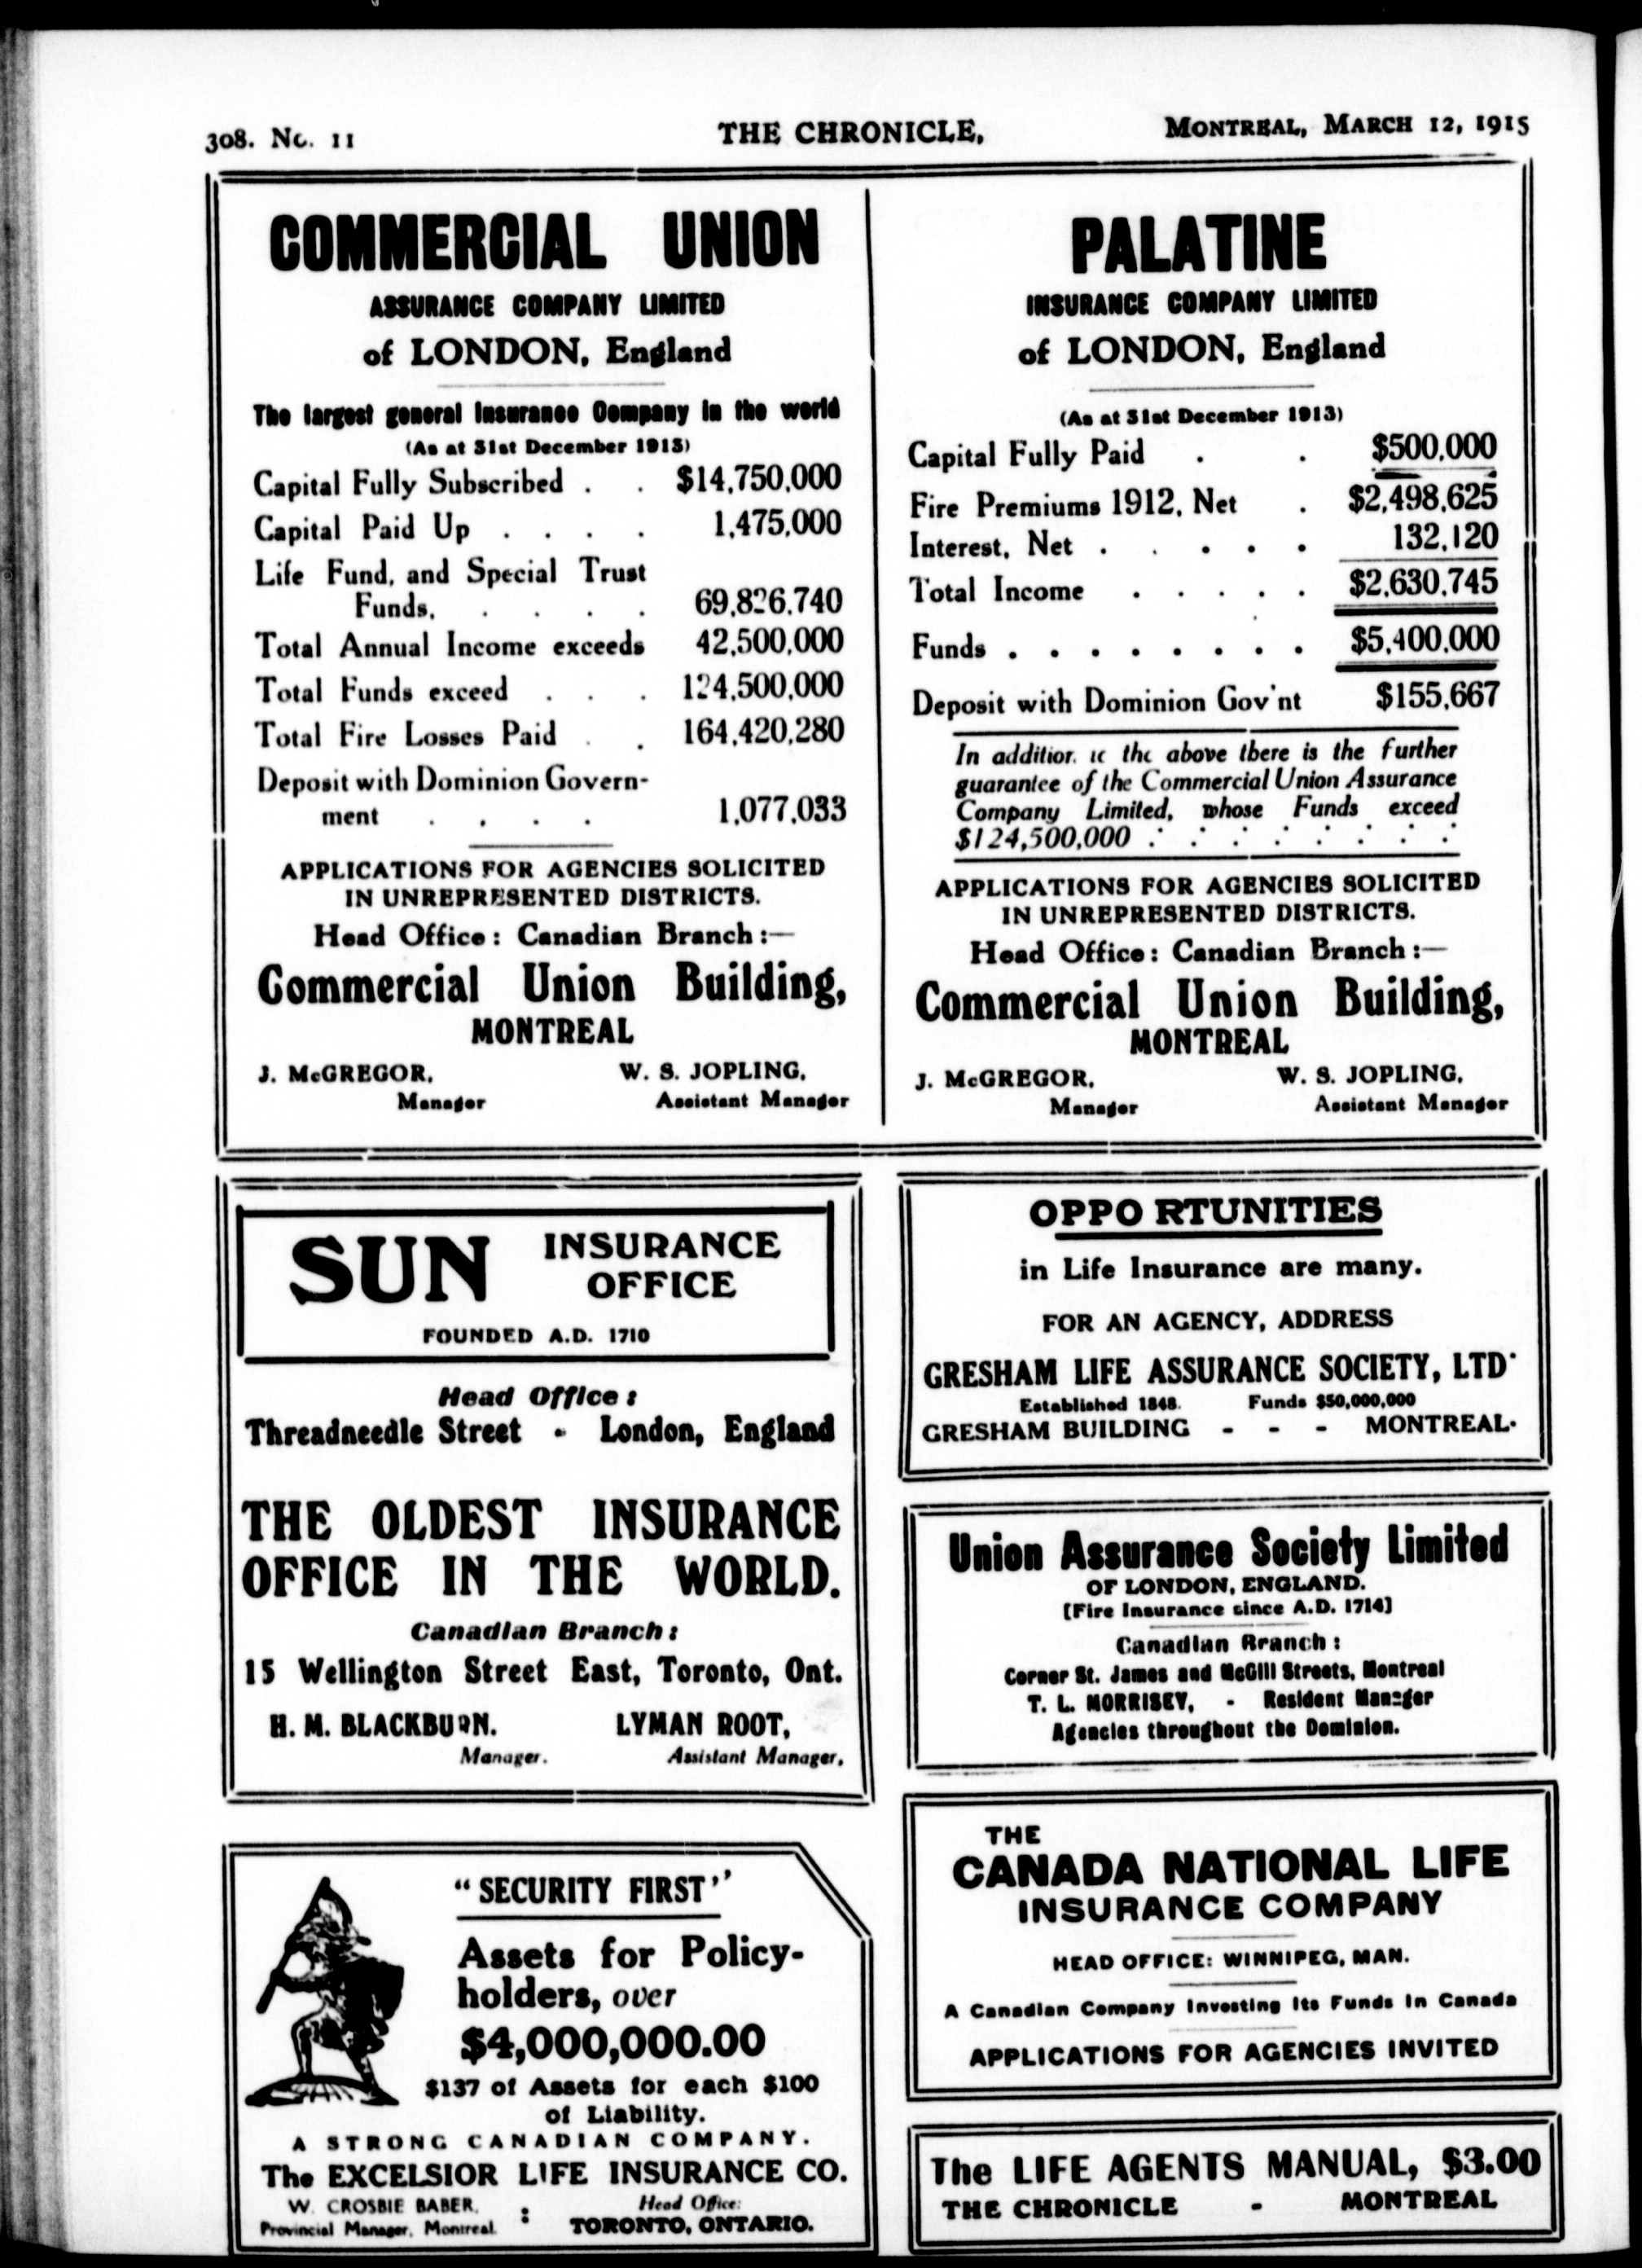 308. No. 11
THE CHRONICLE,
MONTREAL, MARCH 12, 1915
COMMERCIAL UNION
ASSURANCE COMPANY LIMITED
of LONDON, England
The largest general Insurance Company in the world
(As at 31st December 1913)
Capital Fully Subscribed . . $14,750,000
Capital Paid Up . . . . 1,475,000
Life Fund, and Special Trust
Funds, . . . . 69,826,740
Total Annual Income exceeds 42,500,000
Total Funds exceed . . . 124,500,000
Total Fire Losses Paid . . 164,420,280
Deposit with Dominion Govern-
ment . . . . 1,077,033
APPLICATIONS FOR AGENCIES SOLICITED
IN UNREPRESENTED DISTRICTS.
Head Office: Canadian Branch:—
Commercial Union Building,
MONTREAL
J. McGREGOR, W. S. JOPLING,
Manager Assistant Manager
PALATINE
INSURANCE COMPANY LIMITED
of LONDON, England
(As at 31st December 1913)
Capital Fully Paid . . $500,000
Fire Premiums 1912, Net . $2,498,625
Interest, Net . . . . . 132,120
Total Income . . . . . $2,630,745
Funds . . . . . . . . $5,400,000
Deposit with Dominion Gov'nt $155,667
In addition to the above there is the further
guarantee of the Commercial Union Assurance
Company Limited, whose Funds exceed
$124,500,000 : : : : : : : :
APPLICATIONS FOR AGENCIES SOLICITED
IN UNREPRESENTED DISTRICTS.
Head Office: Canadian Branch:—
Commercial Union Building,
MONTREAL
J. McGREGOR, W. S. JOPLING,
Manager Assistant Manager
SUN INSURANCE
OFFICE
FOUNDED A.D. 1710
Head Office:
Threadneedle Street - London, England
THE OLDEST INSURANCE
OFFICE IN THE WORLD.
Canadian Branch:
15 Wellington Street East, Toronto, Ont.
H. M. BLACKBURN. LYMAN ROOT,
Manager. Assistant Manager,
"SECURITY FIRST"
Assets for Policy-
holders, over
$4,000,000.00
$137 of Assets for each $100
of Liability.
A STRONG CANADIAN COMPANY.
The EXCELSIOR LIFE INSURANCE CO.
W. CROSBIE BABER, : Head Office:
Provincial Manager, Montreal. TORONTO, ONTARIO.
OPPO RTUNITIES
in Life Insurance are many.
FOR AN AGENCY, ADDRESS
GRESHAM LIFE ASSURANCE SOCIETY, LTD.
Established 1848. Funds $50,000,000
GRESHAM BUILDING - - - MONTREAL.
Union Assurance Society Limited
OF LONDON, ENGLAND.
[Fire Insurance since A.D. 1714]
Canadian Branch:
Corner St. James and McGill Streets, Montreal
T. L. MORRISEY, - Resident Manager
Agencies throughout the Dominion.
THE
CANADA NATIONAL LIFE
INSURANCE COMPANY
HEAD OFFICE: WINNIPEG, MAN.
A Canadian Company Investing Its Funds in Canada
APPLICATIONS FOR AGENCIES INVITED
The LIFE AGENTS MANUAL, $3.00
THE CHRONICLE - MONTREAL